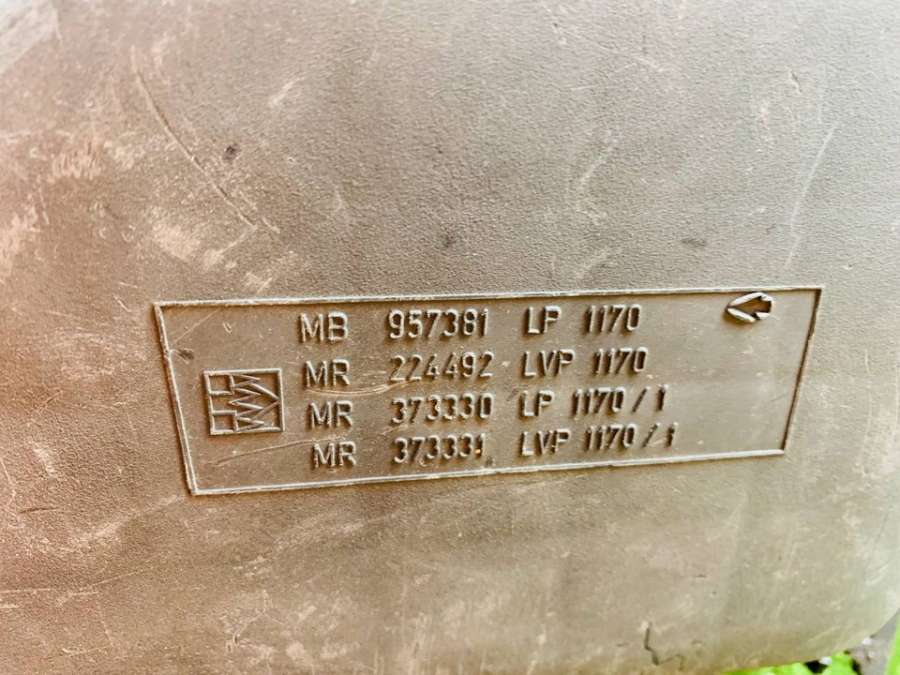 MB 957381 LP 1170
MR 224492 LVP 1170
MR 373330 LP 1170/1
MR 373331 LVP 1170/1